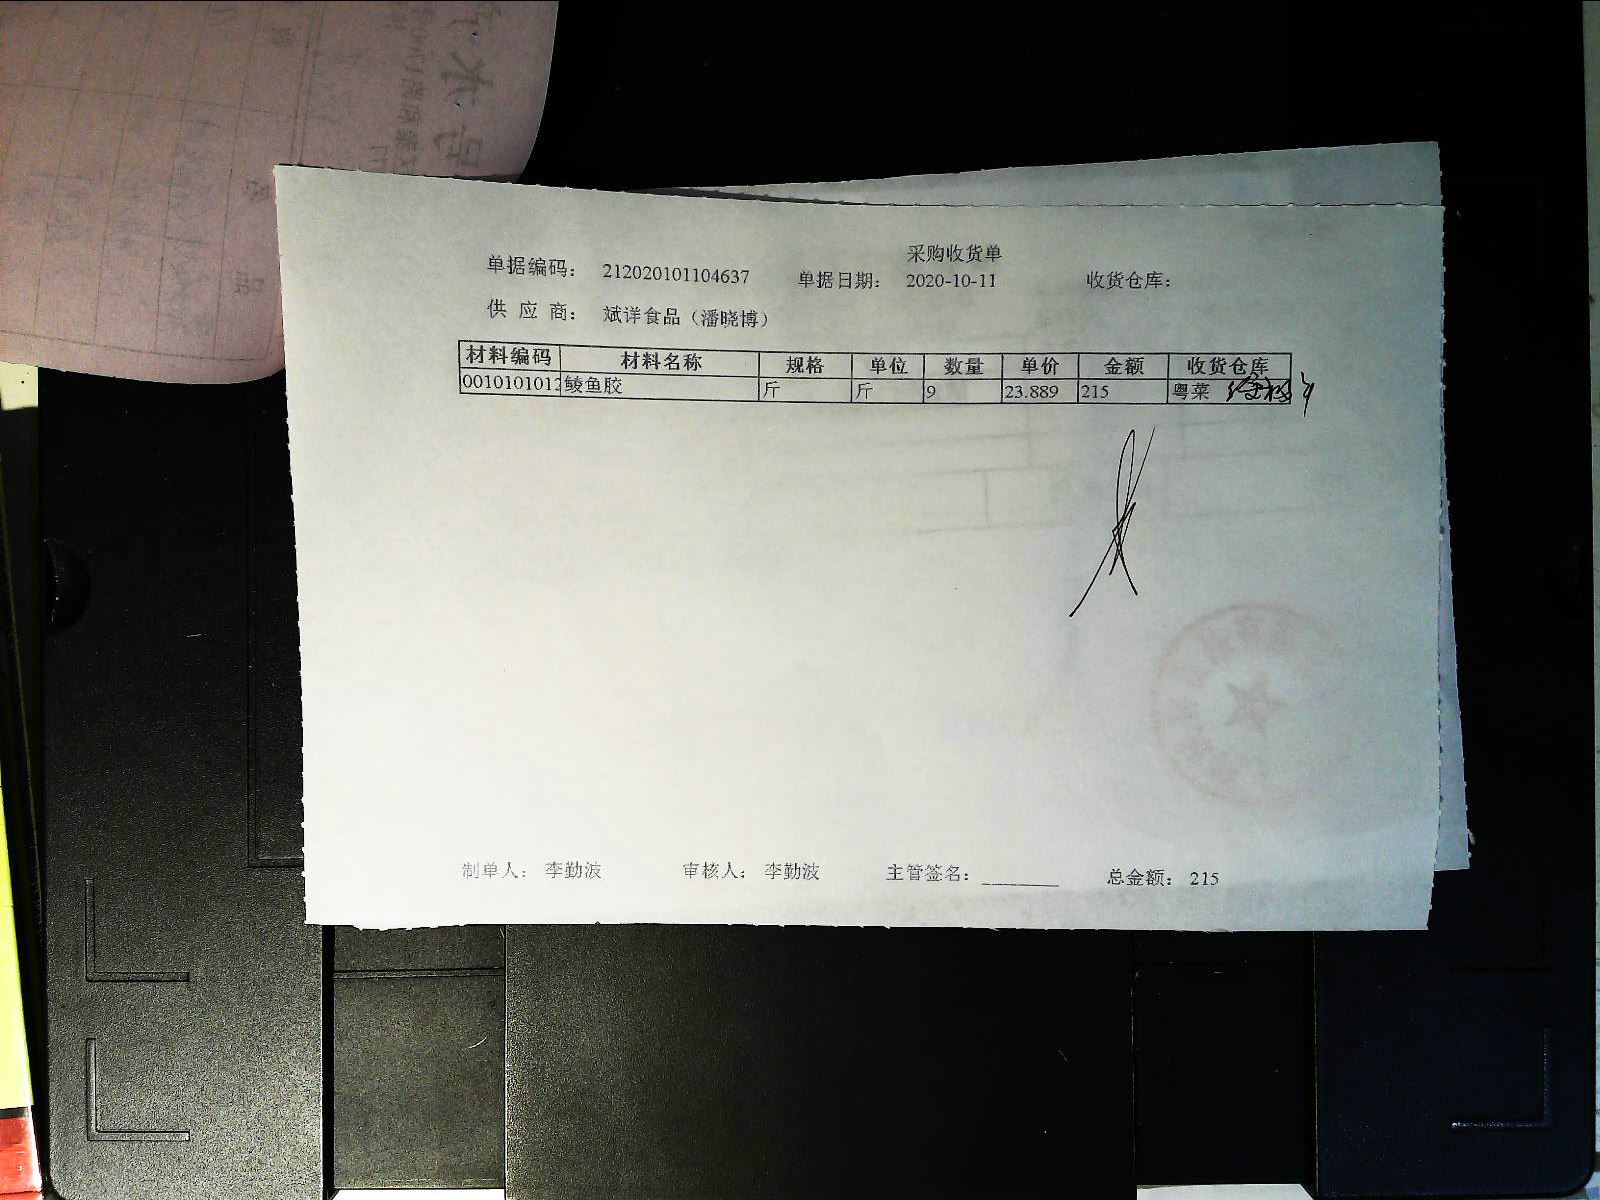 采购收货单
单据编码： 212020101104637 单据日期： 2020-10-11 收货仓库：
供 应 商： 斌详食品（潘晓博）
材料编码 材料名称 规格 单位 数量 单价 金额 收货仓库
0010101012 鲮鱼胶 斤 斤 9 23.889 215 粤菜
制单人： 李勤波 审核人： 李勤波 主管签名： ________ 总金额： 215